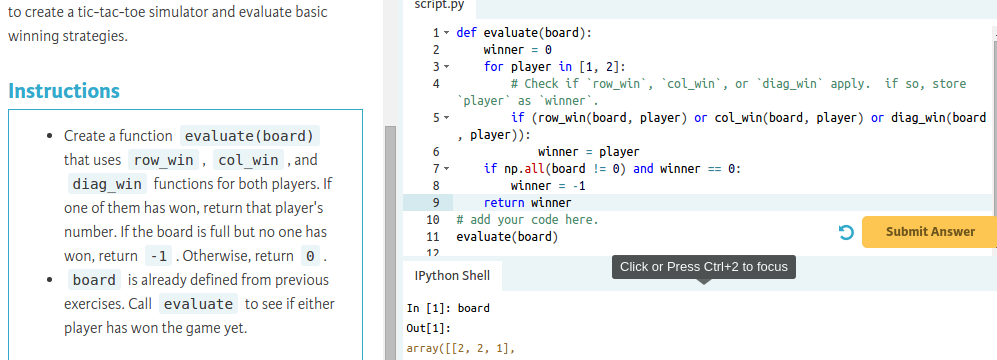 to create a tic-tac-toe simulator and evaluate basic
winning strategies.
Instructions
• Create a function evaluate(board)
that uses row_win , col_win , and
diag_win functions for both players. If
one of them has won, return that player's
number. If the board is full but no one has
won, return -1 . Otherwise, return 0 .
• board is already defined from previous
exercises. Call evaluate to see if either
player has won the game yet.
script.py
1 def evaluate(board):
2 winner = 0
3 for player in [1, 2]:
4 # Check if `row_win`, `col_win`, or `diag_win` apply.  if so, store
`player` as `winner`.
5 if (row_win(board, player) or col_win(board, player) or diag_win(board
, player)):
6 winner = player
7 if np.all(board != 0) and winner == 0:
8 winner = -1
9 return winner
10 # add your code here.
11 evaluate(board)
12
Submit Answer
Click or Press Ctrl+2 to focus
IPython Shell
In [1]: board
Out[1]:
array([[2, 2, 1],